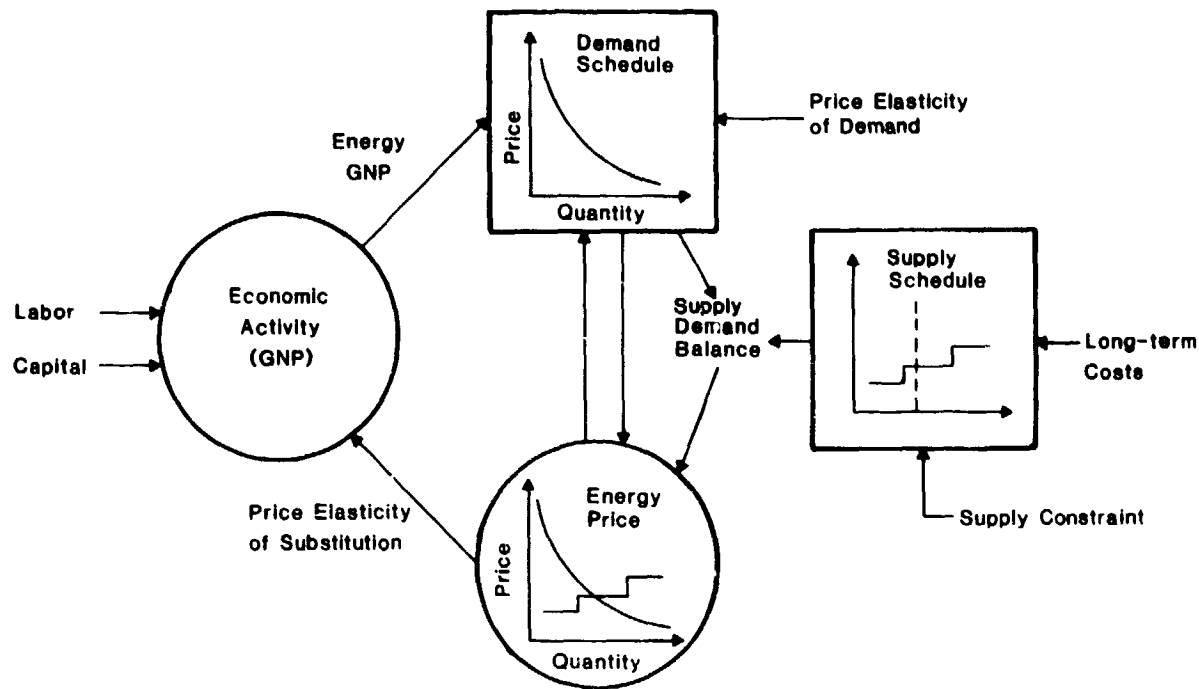 Demand
Schedule
Price
Quantity
Price Elasticity
of Demand
Energy
GNP
Economic
Activity
(GNP)
Labor
Capital
Supply
Demand
Balance
Supply
Schedule
Long-term
Costs
Supply Constraint
Price Elasticity
of Substitution
Energy
Price
Price
Quantity